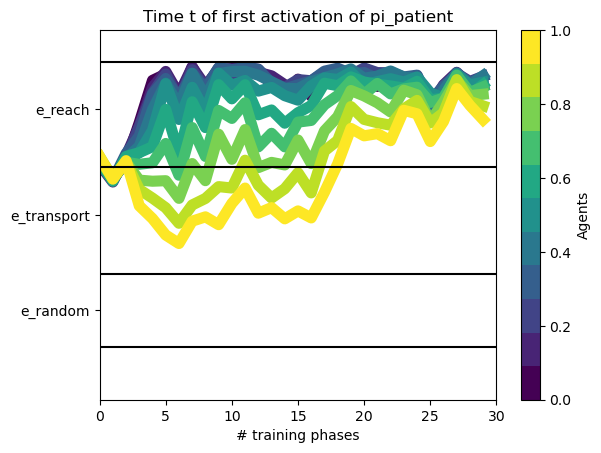 Time t of first activation of pi_patient
e_reach
e_transport
e_random
0
5
10
15
20
25
30
# training phases
1.0
0.8
0.6
0.4
0.2
0.0
Agents